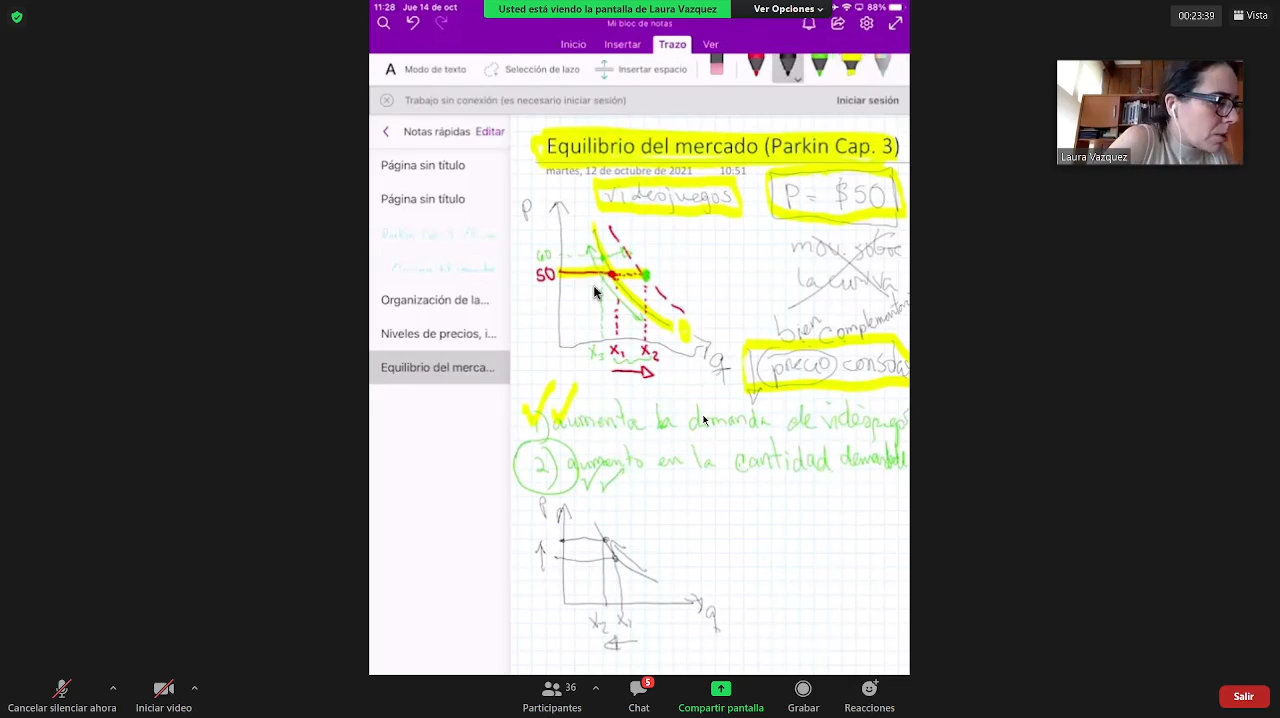 11:28 Jue 14 de oct
Usted está viendo la pantalla de Laura Vazquez
Ver Opciones
88%
00:23:39
Vista
Mi bloc de notas
Inicio Insertar Trazo Ver
A Modo de texto Selección de lazo Insertar espacio
Trabajo sin conexión (es necesario iniciar sesión)
Iniciar sesión
Notas rápidas Editar
Página sin título
Página sin título
Organización de la...
Niveles de precios, i...
Equilibrio del merca...
Equilibrio del mercado (Parkin Cap. 3)
martes, 12 de octubre de 2021 10:51
videojuegos
P = $50
P
60
50
x3 x1 x2
q
mov. sobre
la curva
bien complementari
precio consolas
1) aumenta la demanda de videojuegos
2) aumento en la cantidad demandada
P
x2 x1
q
Laura Vazquez
Cancelar silenciar ahora
Iniciar video
36
Participantes
5
Chat
Compartir pantalla
Grabar
Reacciones
Salir